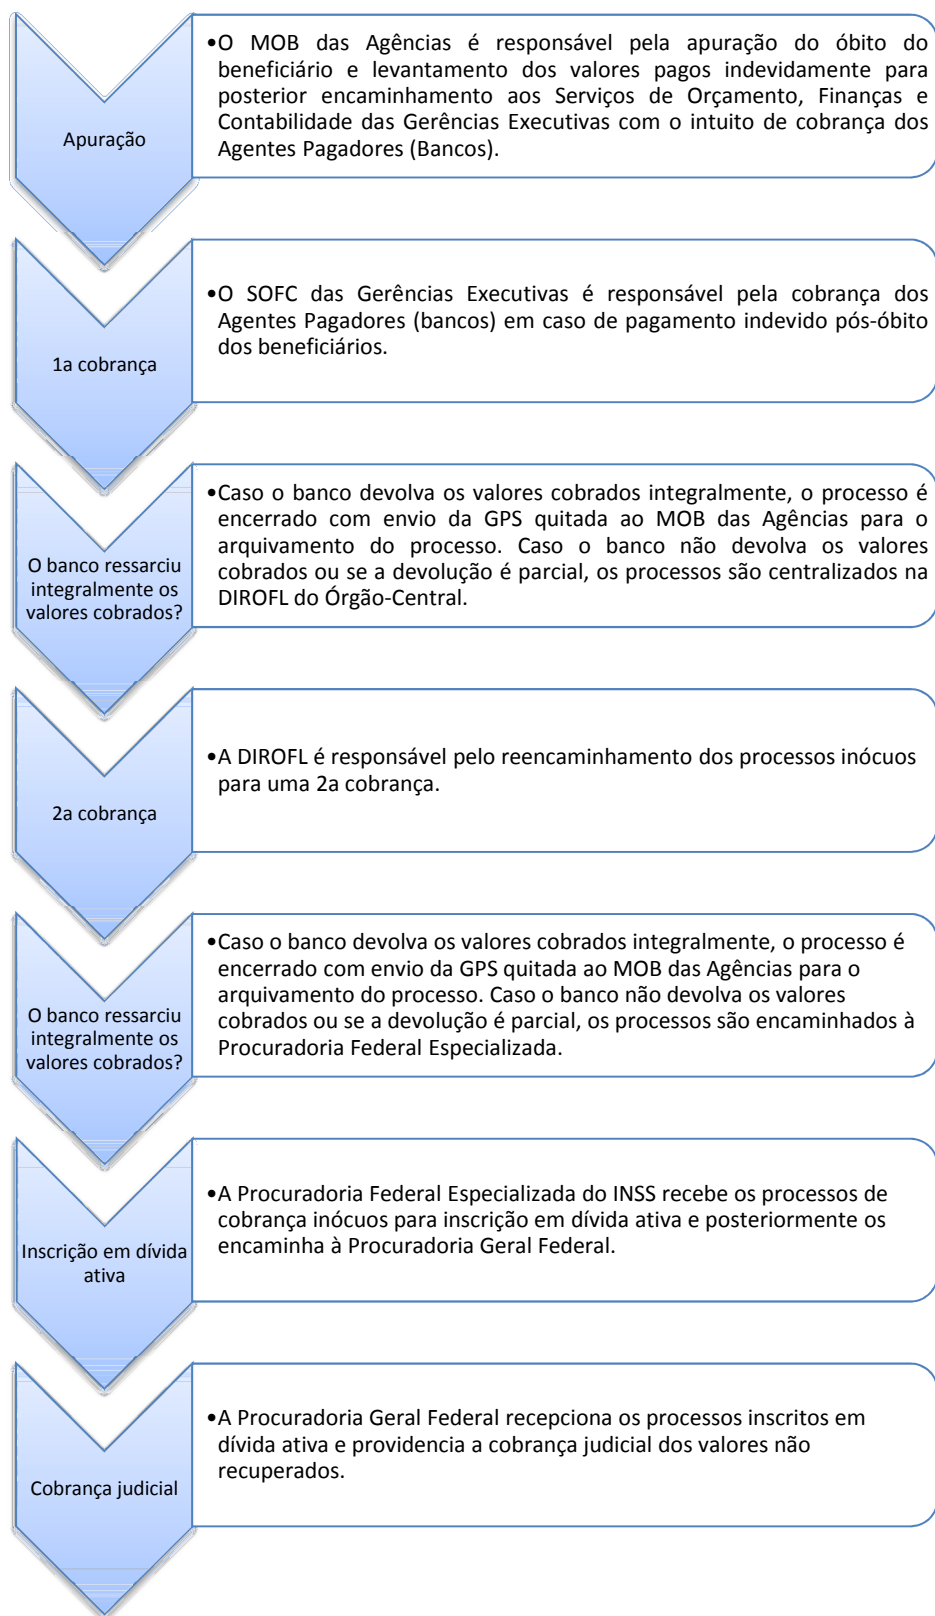 Apuração
•O MOB das Agências é responsável pela apuração do óbito do
beneficiário e levantamento dos valores pagos indevidamente para
posterior encaminhamento aos Serviços de Orçamento, Finanças e
Contabilidade das Gerências Executivas com o intuito de cobrança dos
Agentes Pagadores (Bancos).
1a cobrança
•O SOFC das Gerências Executivas é responsável pela cobrança dos
Agentes Pagadores (bancos) em caso de pagamento indevido pós-óbito
dos beneficiários.
O banco ressarciu
integralmente os
valores cobrados?
•Caso o banco devolva os valores cobrados integralmente, o processo é
encerrado com envio da GPS quitada ao MOB das Agências para o
arquivamento do processo. Caso o banco não devolva os valores
cobrados ou se a devolução é parcial, os processos são centralizados na
DIROFL do Órgão-Central.
2a cobrança
•A DIROFL é responsável pelo reencaminhamento dos processos inócuos
para uma 2a cobrança.
O banco ressarciu
integralmente os
valores cobrados?
•Caso o banco devolva os valores cobrados integralmente, o processo é
encerrado com envio da GPS quitada ao MOB das Agências para o
arquivamento do processo. Caso o banco não devolva os valores
cobrados ou se a devolução é parcial, os processos são encaminhados à
Procuradoria Federal Especializada.
Inscrição em dívida
ativa
•A Procuradoria Federal Especializada do INSS recebe os processos de
cobrança inócuos para inscrição em dívida ativa e posteriormente os
encaminha à Procuradoria Geral Federal.
Cobrança judicial
•A Procuradoria Geral Federal recepciona os processos inscritos em
dívida ativa e providencia a cobrança judicial dos valores não
recuperados.